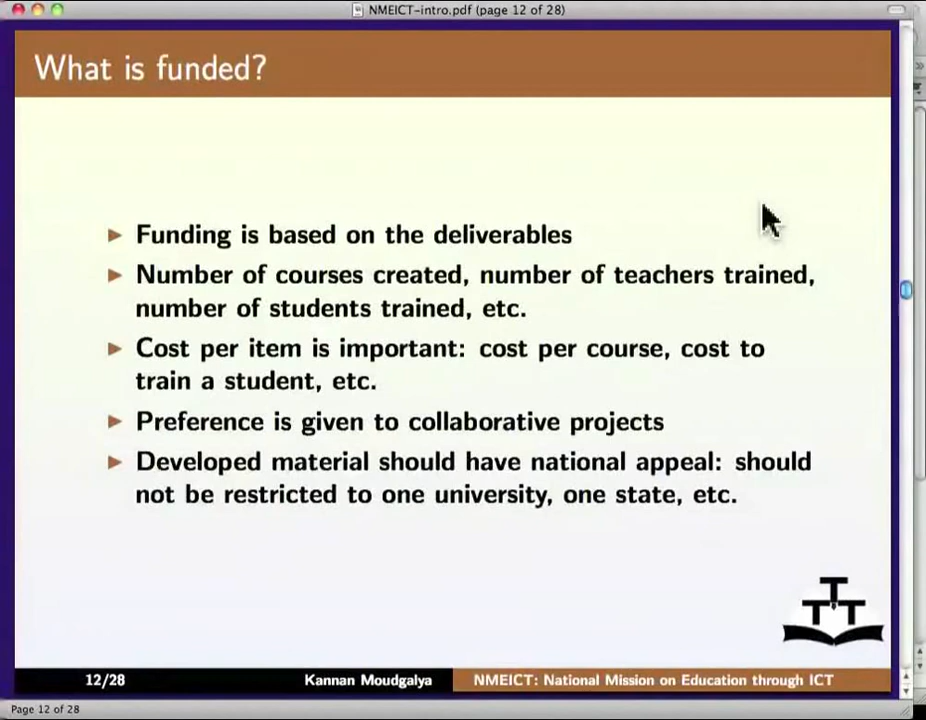 NMEICT-intro.pdf (page 12 of 28)
What is funded?
► Funding is based on the deliverables
► Number of courses created, number of teachers trained,
number of students trained, etc.
► Cost per item is important: cost per course, cost to
train a student, etc.
► Preference is given to collaborative projects
► Developed material should have national appeal: should
not be restricted to one university, one state, etc.
T
T T
12/28 Kannan Moudgalya NMEICT: National Mission on Education through ICT
Page 12 of 28